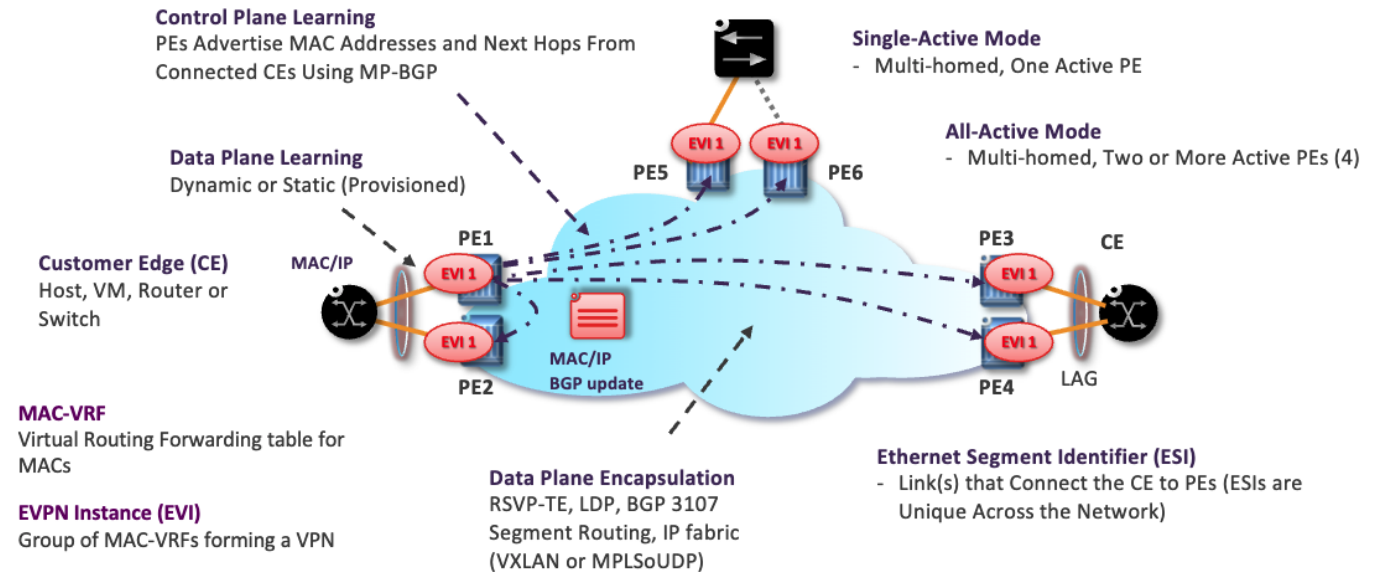 Control Plane Learning
PEs Advertise MAC Addresses and Next Hops From
Connected CEs Using MP-BGP
Single-Active Mode
- Multi-homed, One Active PE
All-Active Mode
- Multi-homed, Two or More Active PEs (4)
Data Plane Learning
Dynamic or Static (Provisioned)
EVI 1
EVI 1
PE5
PE6
Customer Edge (CE)
Host, VM, Router or
Switch
MAC/IP
PE1
EVI 1
EVI 1
PE2
MAC/IP
BGP update
PE3
CE
EVI 1
EVI 1
PE4
LAG
MAC-VRF
Virtual Routing Forwarding table for
MACs
EVPN Instance (EVI)
Group of MAC-VRFs forming a VPN
Data Plane Encapsulation
RSVP-TE, LDP, BGP 3107
Segment Routing, IP fabric
(VXLAN or MPLSoUDP)
Ethernet Segment Identifier (ESI)
- Link(s) that Connect the CE to PEs (ESIs are
Unique Across the Network)